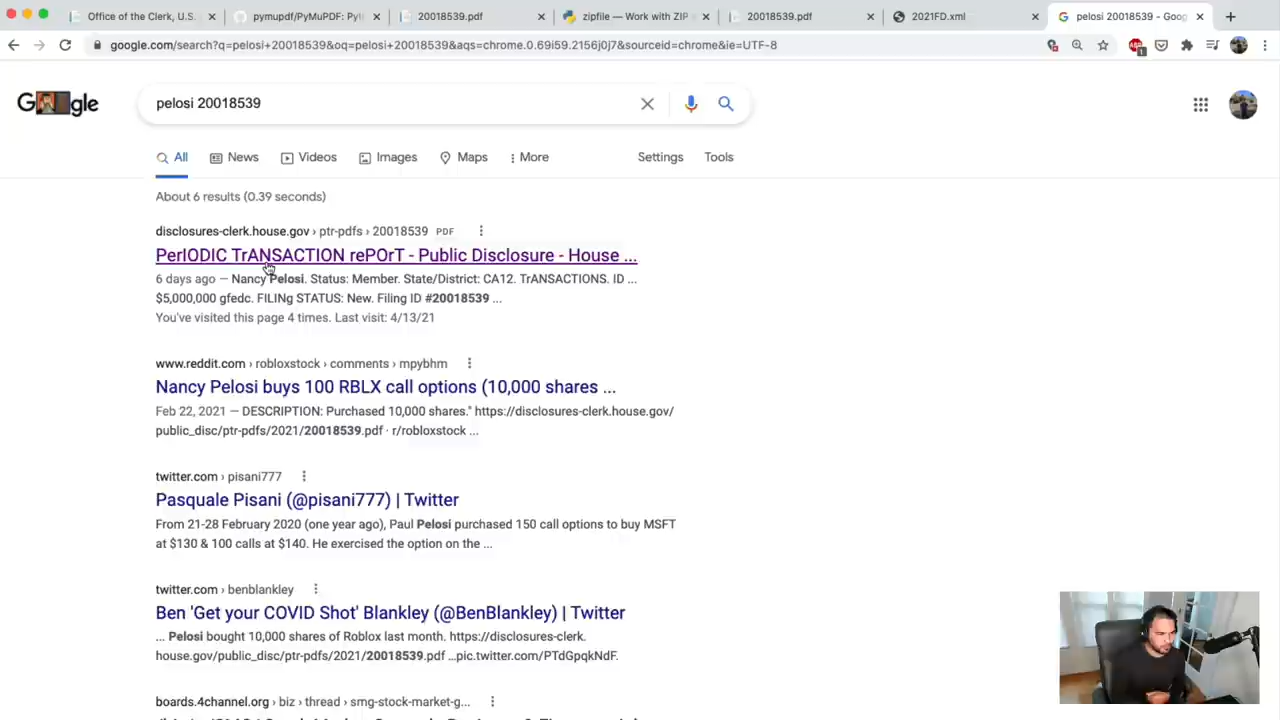 Office of the Clerk, U.S.
pymupdf/PyMuPDF: PyM
20018539.pdf
zipfile — Work with ZIP
20018539.pdf
2021FD.xml
pelosi 20018539 - Goog
google.com/search?q=pelosi+20018539&oq=pelosi+20018539&aqs=chrome.0.69i59.2156j0j7&sourceid=chrome&ie=UTF-8
G gle
pelosi 20018539
All
News
Videos
Images
Maps
More
Settings
Tools
About 6 results (0.39 seconds)
disclosures-clerk.house.gov › ptr-pdfs › 20018539 PDF
PerIODIC TrANSACTION rePOrT - Public Disclosure - House ...
6 days ago — Nancy Pelosi. Status: Member. State/District: CA12. TrANSACTIONS. ID ...
$5,000,000 gfedc. FILINg STATUS: New. Filing ID #20018539 ...
You've visited this page 4 times. Last visit: 4/13/21
www.reddit.com › robloxstock › comments › mpybhm
Nancy Pelosi buys 100 RBLX call options (10,000 shares ...
Feb 22, 2021 — DESCRIPTION: Purchased 10,000 shares." https://disclosures-clerk.house.gov/
public_disc/ptr-pdfs/2021/20018539.pdf · r/robloxstock ...
twitter.com › pisani777
Pasquale Pisani (@pisani777) | Twitter
From 21-28 February 2020 (one year ago), Paul Pelosi purchased 150 call options to buy MSFT
at $130 & 100 calls at $140. He exercised the option on the ...
twitter.com › benblankley
Ben 'Get your COVID Shot' Blankley (@BenBlankley) | Twitter
... Pelosi bought 10,000 shares of Roblox last month. https://disclosures-clerk.
house.gov/public_disc/ptr-pdfs/2021/20018539.pdf ...pic.twitter.com/PTdGpqkNdF.
boards.4channel.org › biz › thread › smg-stock-market-g...